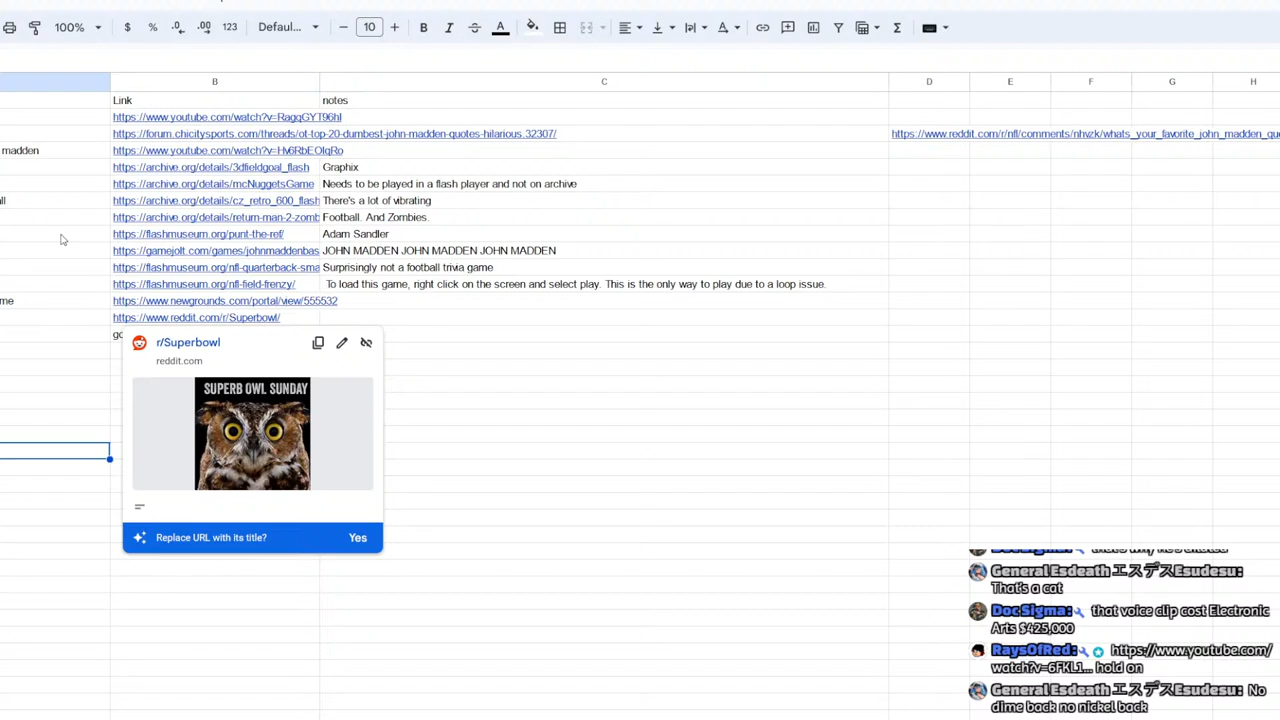 100% $ % .0 .00 123 Defaul... 10 B I A
B C D E F G H
Link notes
https://www.youtube.com/watch?v=RagqGYT96hI
https://forum.chicitysports.com/threads/ot-top-20-dumbest-john-madden-quotes-hilarious.32307/ https://www.reddit.com/r/nfl/comments/nhvzk/whats_your_favorite_john_madden_quo
madden https://www.youtube.com/watch?v=Hv6RbEOlqRo
https://archive.org/details/3dfieldgoal_flash Graphix
https://archive.org/details/mcNuggetsGame Needs to be played in a flash player and not on archive
all https://archive.org/details/cz_retro_600_flash There's a lot of vibrating
https://archive.org/details/return-man-2-zomb Football. And Zombies.
https://flashmuseum.org/punt-the-ref/ Adam Sandler
https://gamejolt.com/games/johnmaddenbas JOHN MADDEN JOHN MADDEN JOHN MADDEN
https://flashmuseum.org/nfl-quarterback-sma Surprisingly not a football trivia game
https://flashmuseum.org/nfl-field-frenzy/ To load this game, right click on the screen and select play. This is the only way to play due to a loop issue.
me https://www.newgrounds.com/portal/view/555532
https://www.reddit.com/r/Superbowl/
go
r/Superbowl
reddit.com
SUPERB OWL SUNDAY
Replace URL with its title? Yes
DocSigma: that's why he's
General Esdeath エスデスEsudesu:
That's a cat
Doc Sigma: that voice clip cost Electronic
Arts $425,000
RaysOfRed: https://www.youtube.com/
watch?v=6FKL1... hold on
General Esdeath エスデスEsudesu: No
dime back no nickel back